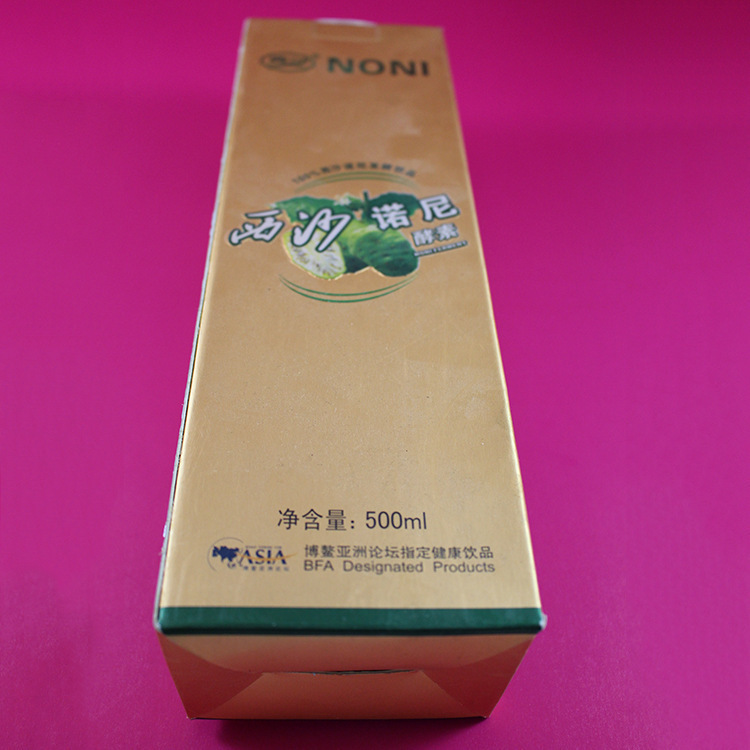 NONI
西沙 诺尼
酵素
净含量：500ml
ASIA
博鳌亚洲论坛指定健康饮品
BFA Designated Products